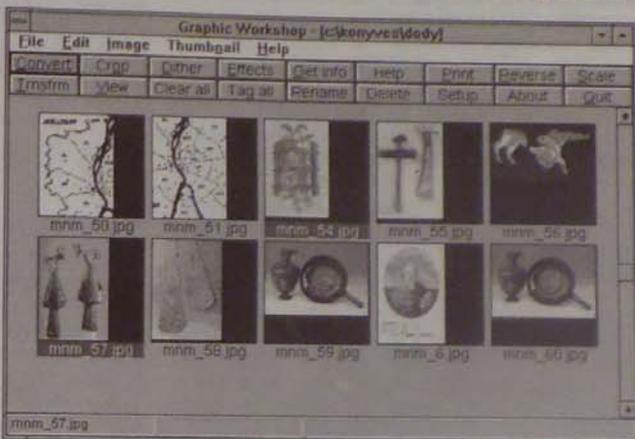 Graphic Workshop - [c:\konyves\dody]
File Edit Image Thumbnail Help
Convert Crop Dither Effects Get Info Help Print Reverse Scale
Trnsfrm View Clear all Tag all Rename Delete Setup About Quit
mnm_50.jpg mnm_51.jpg mnm_54.jpg mnm_55.jpg mnm_56.jpg
mnm_57.jpg mnm_58.jpg mnm_59.jpg mnm_6.jpg mnm_60.jpg
mnm_57.jpg